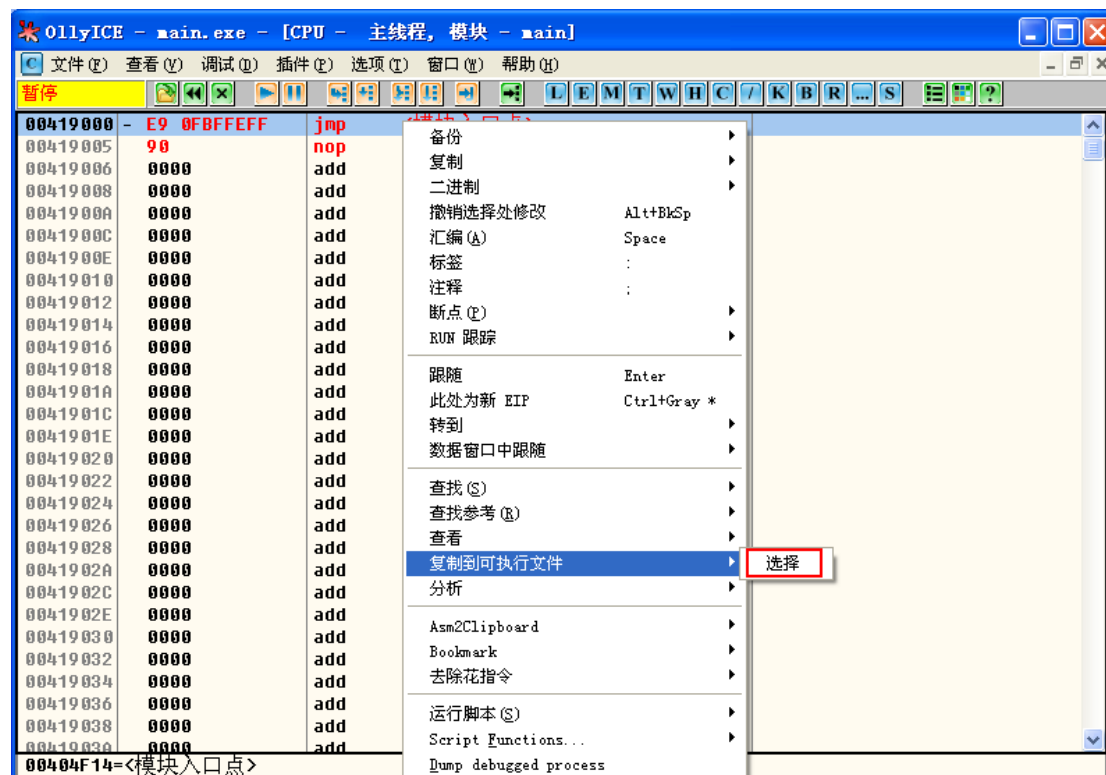 OllyICE - main.exe - [CPU - 主线程, 模块 - main]
C 文件(F) 查看(V) 调试(D) 插件(P) 选项(T) 窗口(W) 帮助(H)
暂停 L E M T W H C / K B R ... S ?
00419000 - E9 0FBFFEFF jmp <模块入口点>
00419005 90 nop
00419006 0000 add
00419008 0000 add
0041900A 0000 add
0041900C 0000 add
0041900E 0000 add
00419010 0000 add
00419012 0000 add
00419014 0000 add
00419016 0000 add
00419018 0000 add
0041901A 0000 add
0041901C 0000 add
0041901E 0000 add
00419020 0000 add
00419022 0000 add
00419024 0000 add
00419026 0000 add
00419028 0000 add
0041902A 0000 add
0041902C 0000 add
0041902E 0000 add
00419030 0000 add
00419032 0000 add
00419034 0000 add
00419036 0000 add
00419038 0000 add
0041903A 0000 add
00404F14=<模块入口点>
备份
复制
二进制
撤销选择处修改 Alt+BkSp
汇编(A) Space
标签 :
注释 ;
断点(P)
RUN 跟踪
跟随 Enter
此处为新 EIP Ctrl+Gray *
转到
数据窗口中跟随
查找(S)
查找参考(R)
查看
复制到可执行文件
选择
分析
Asm2Clipboard
Bookmark
去除花指令
运行脚本(S)
Script Functions...
Dump debugged process